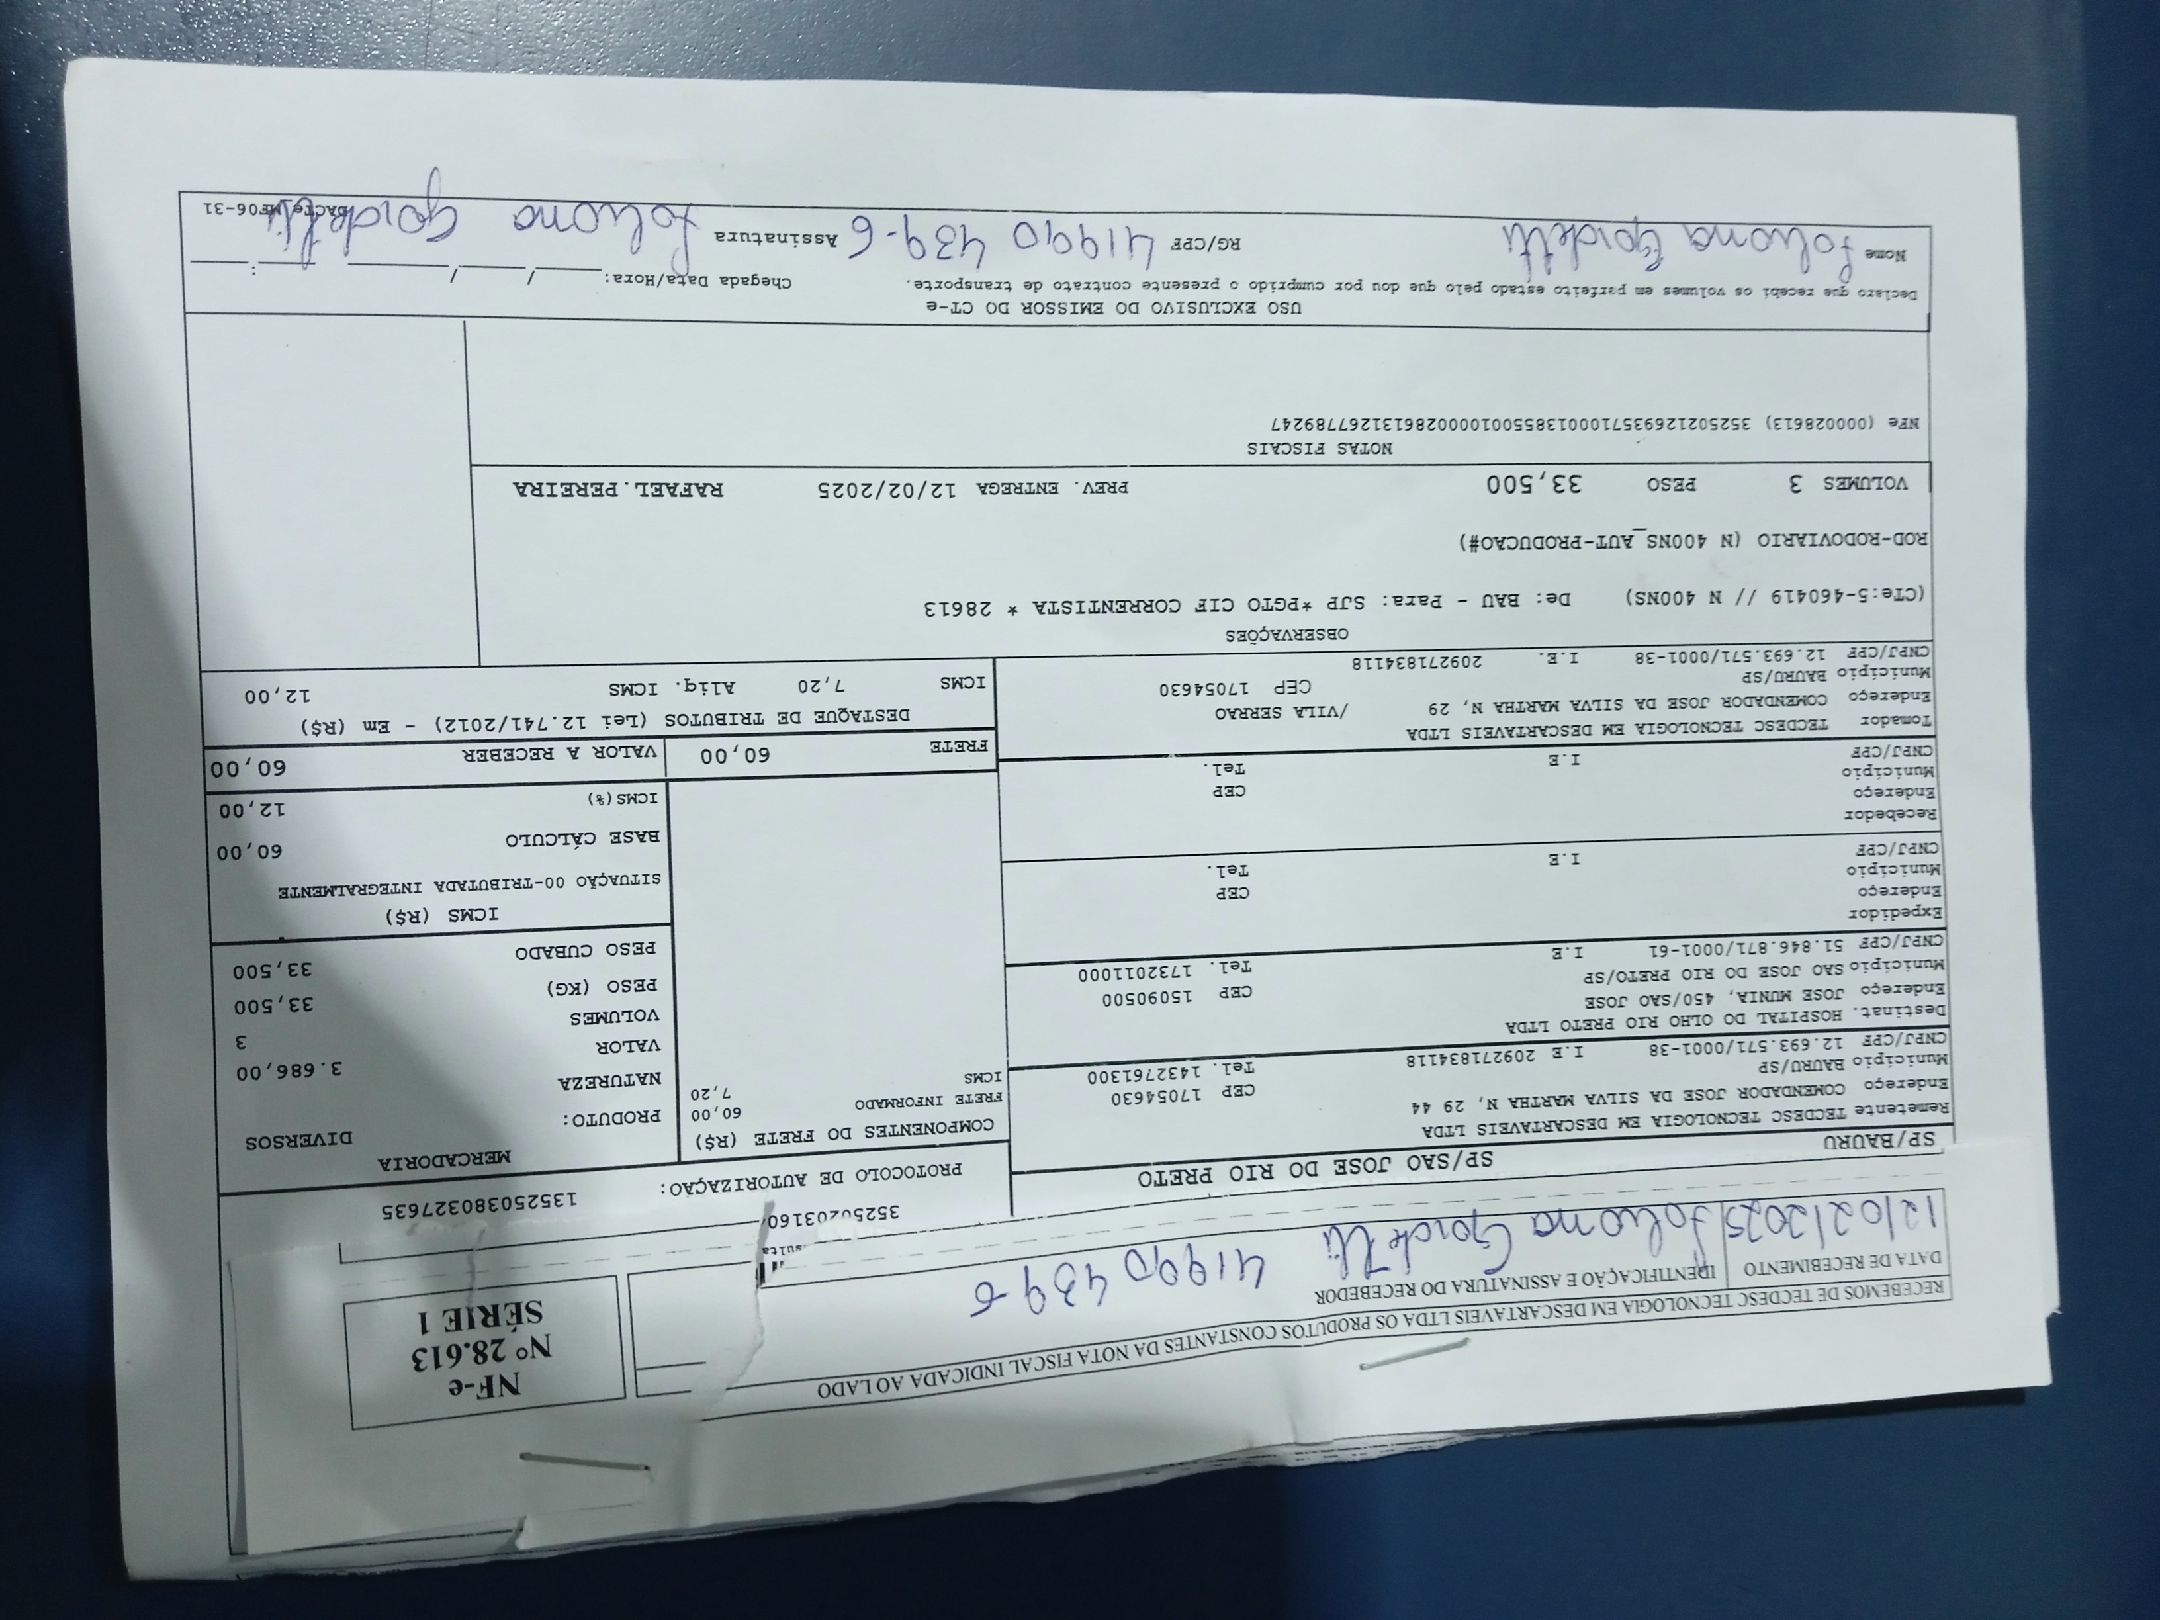 RECEBEMOS DE TECDESC TECNOLOGIA EM DESCARTAVEIS LTDA OS PRODUTOS CONSTANTES DA NOTA FISCAL INDICADA AO LADO
NF-e
Nº 28.613
SÉRIE 1
DATA DE RECEBIMENTO IDENTIFICAÇÃO E ASSINATURA DO RECEBEDOR
12/02/2025 41990 439-6
35250203160
PROTOCOLO DE AUTORIZAÇÃO: 135250380327635
SP/BAURU SP/SAO JOSE DO RIO PRETO
Remetente TECDESC TECNOLOGIA EM DESCARTAVEIS LTDA
Endereço COMENDADOR JOSE DA SILVA MARTHA N, 29 44
Município BAURU/SP CEP 17054630
CNPJ/CPF 12.693.571/0001-38 I.E 209271834118 Tel. 1432761300
Destinat. HOSPITAL DO OLHO RIO PRETO LTDA
Endereço JOSE MUNIA, 450/SAO JOSE
Município SAO JOSE DO RIO PRETO/SP CEP 15090500
CNPJ/CPF 51.846.871/0001-61 I.E Tel. 1732011000
Expedidor
Endereço
Município CEP
CNPJ/CPF I.E Tel.
Recebedor
Endereço
Município CEP
CNPJ/CPF I.E Tel.
Tomador TECDESC TECNOLOGIA EM DESCARTAVEIS LTDA
Endereço COMENDADOR JOSE DA SILVA MARTHA N, 29 /VILA SERRAO
Município BAURU/SP CEP 17054630
CNPJ/CPF 12.693.571/0001-38 I.E. 209271834118
COMPONENTES DO FRETE (R$)
FRETE INFORMADO 60,00
ICMS 7,20
MERCADORIA
PRODUTO: DIVERSOS
NATUREZA
VALOR 3.686,00
VOLUMES 3
PESO (KG) 33,500
PESO CUBADO 33,500
ICMS (R$)
SITUAÇÃO 00-TRIBUTADA INTEGRALMENTE
BASE CÁLCULO 60,00
ICMS(%) 12,00
FRETE 60,00 VALOR A RECEBER 60,00
DESTAQUE DE TRIBUTOS (Lei 12.741/2012) - Em (R$)
ICMS 7,20 Aliq. ICMS 12,00
OBSERVAÇÕES
(CTe:5-460419 // N 400NS) De: BAU - Para: SJP *PGTO CIF CORRENTISTA * 28613
ROD-RODOVIARIO (N 400NS_AUT-PRODUCAO#)
VOLUMES 3 PESO 33,500 PREV. ENTREGA 12/02/2025 RAFAEL.PEREIRA
NOTAS FISCAIS
NFe (000028613) 35250212693571000138550010000286131267789247
USO EXCLUSIVO DO EMISSOR DO CT-e
Declaro que recebi os volumes em perfeito estado pelo que dou por cumprido o presente contrato de transporte. Chegada Data/Hora: / / :
Nome RG/CPF 41990 439-6 Assinatura
DACTe MF06-31